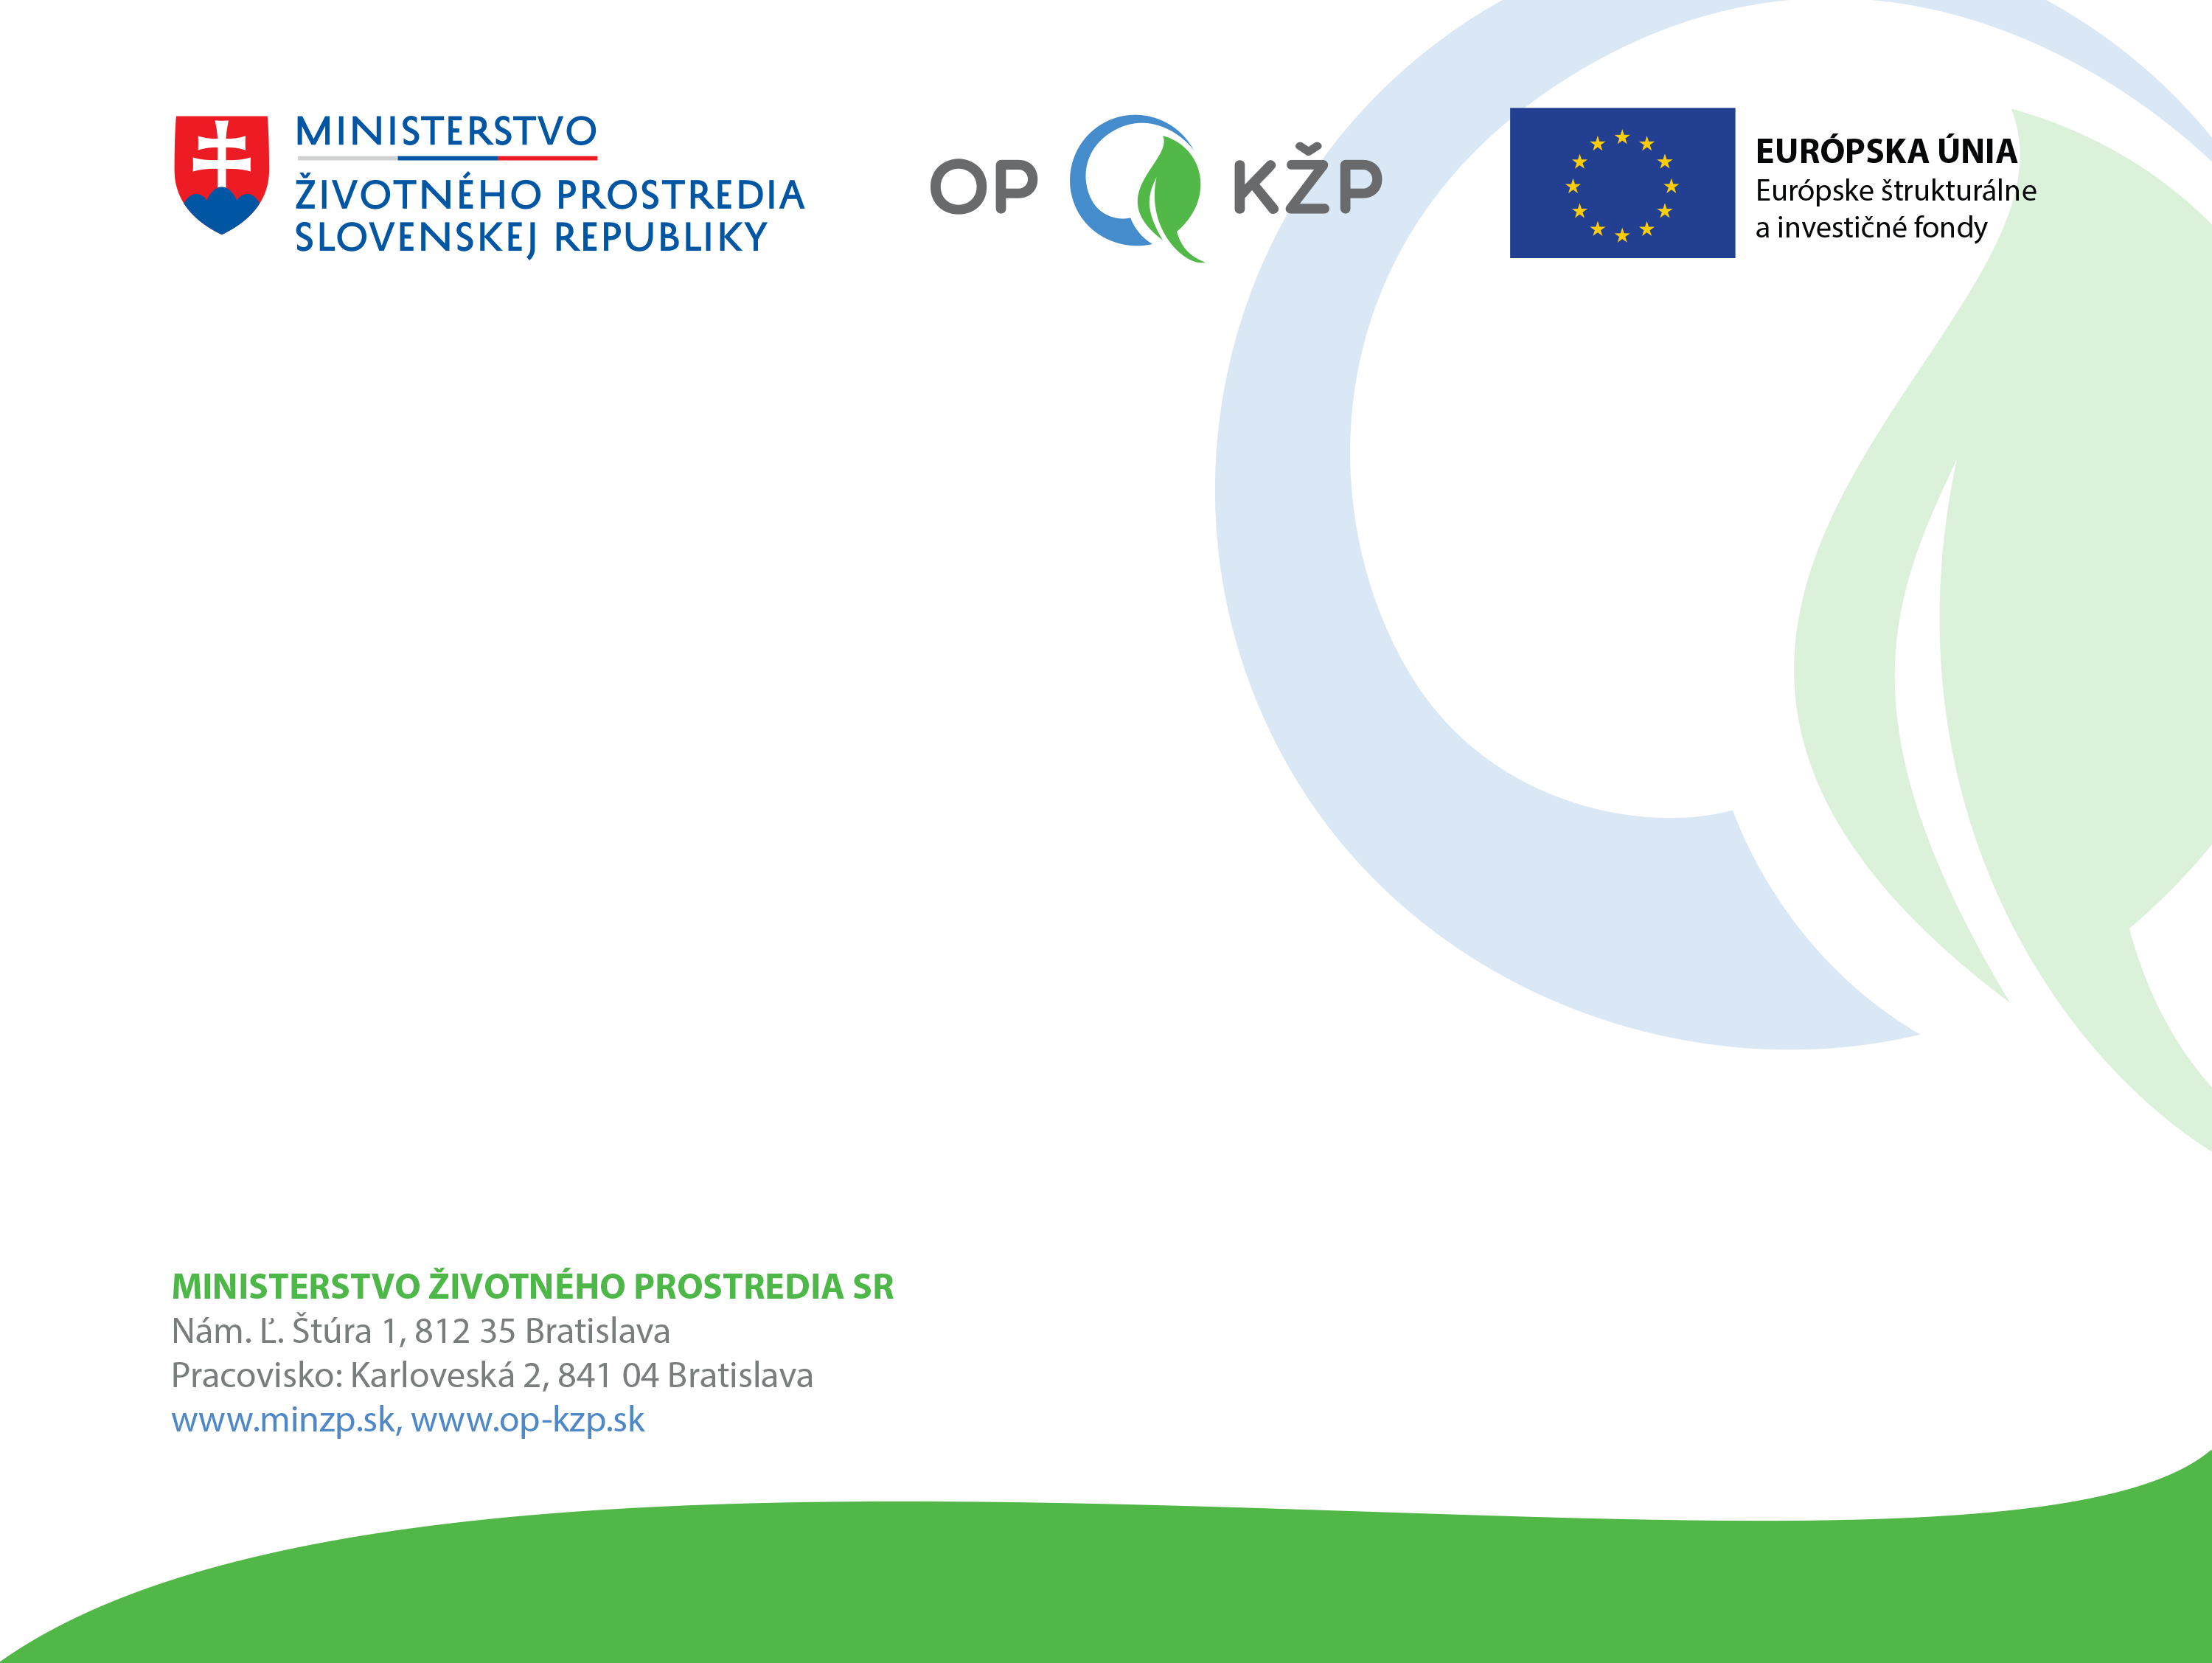 MINISTERSTVO
ŽIVOTNÉHO PROSTREDIA
SLOVENSKEJ REPUBLIKY
OP KŽP
EURÓPSKA ÚNIA
Európske štrukturálne
a investičné fondy
MINISTERSTVO ŽIVOTNÉHO PROSTREDIA SR
Nám. Ľ. Štúra 1, 812 35 Bratislava
Pracovisko: Karloveská 2, 841 04 Bratislava
www.minzp.sk, www.op-kzp.sk